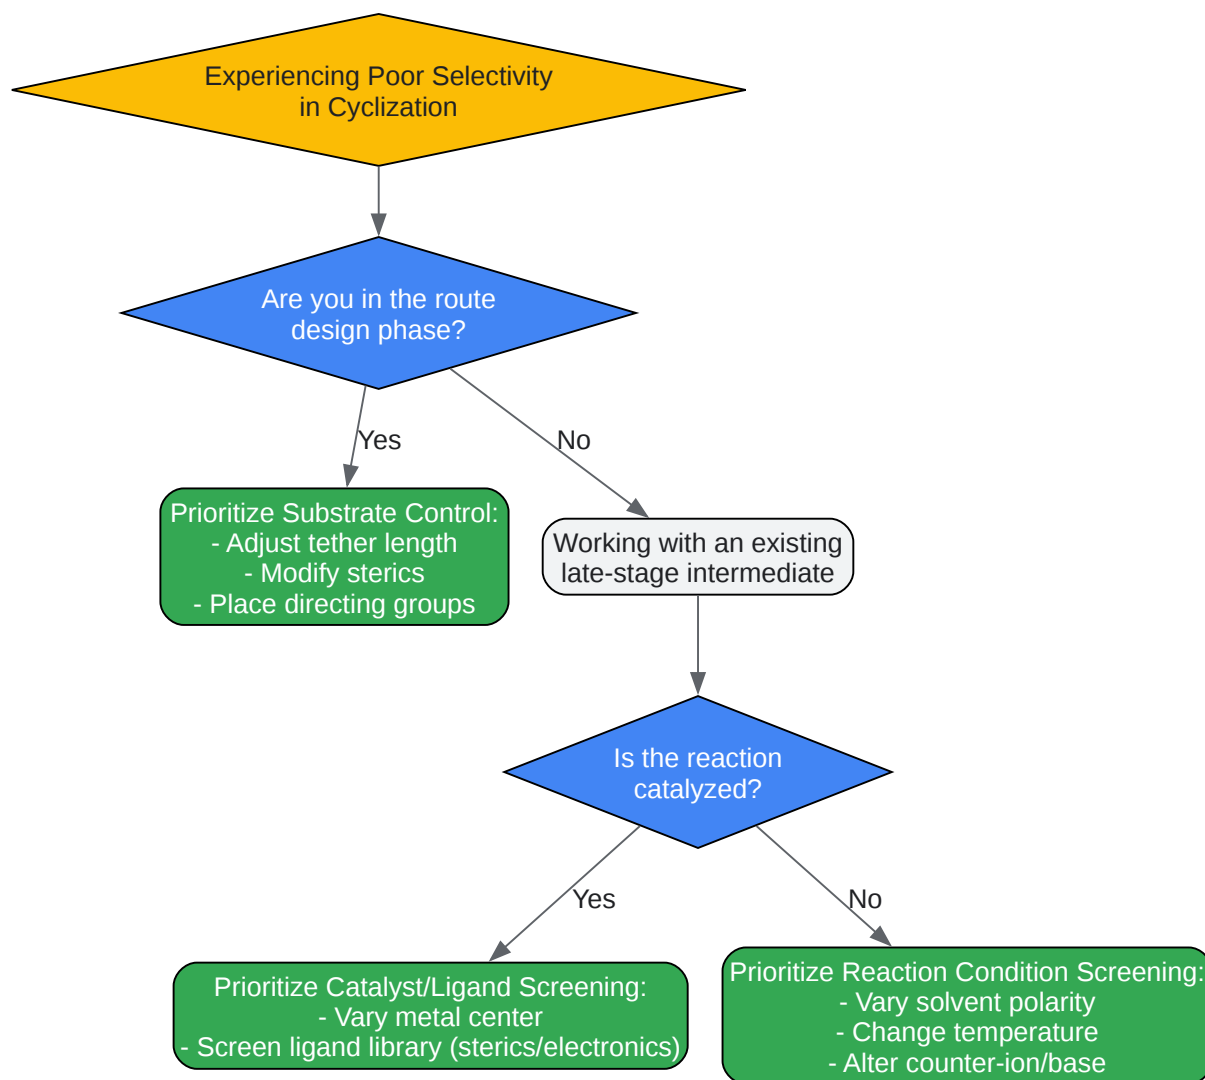 Experiencing Poor Selectivity
in Cyclization
Are you in the route
design phase?
Yes
No
Prioritize Substrate Control:
- Adjust tether length
- Modify sterics
- Place directing groups
Working with an existing
late-stage intermediate
Is the reaction
catalyzed?
Yes
No
Prioritize Catalyst/Ligand Screening:
- Vary metal center
- Screen ligand library (sterics/electronics)
Prioritize Reaction Condition Screening:
- Vary solvent polarity
- Change temperature
- Alter counter-ion/base